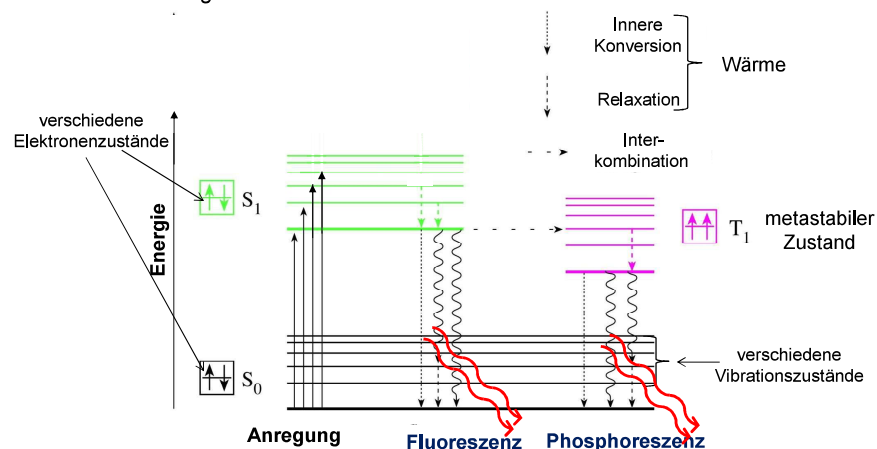 Innere
Konversion
Wärme
Relaxation
verschiedene
Elektronenzustände
Inter-
kombination
S1
T1
metastabiler
Zustand
Energie
verschiedene
Vibrationszustände
S0
Anregung
Fluoreszenz
Phosphoreszenz